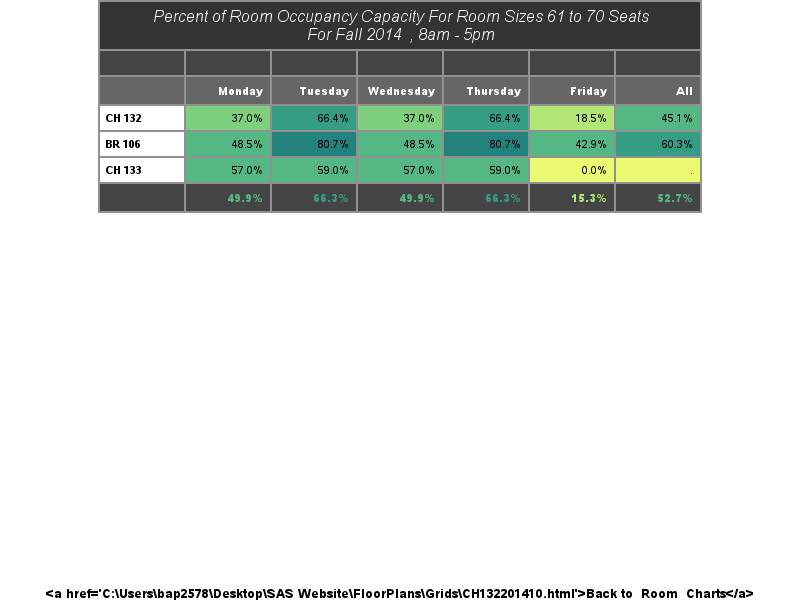 Percent of Room Occupancy Capacity For Room Sizes 61 to 70 Seats
For Fall 2014 , 8am - 5pm
Monday Tuesday Wednesday Thursday Friday All
CH 132 37.0% 66.4% 37.0% 66.4% 18.5% 45.1%
BR 106 48.5% 80.7% 48.5% 80.7% 42.9% 60.3%
CH 133 57.0% 59.0% 57.0% 59.0% 0.0% .
49.9% 66.3% 49.9% 66.3% 15.3% 52.7%
<a href='C:\Users\bap2578\Desktop\SAS Website\FloorPlans\Grids\CH132201410.html'>Back to Room Charts</a>